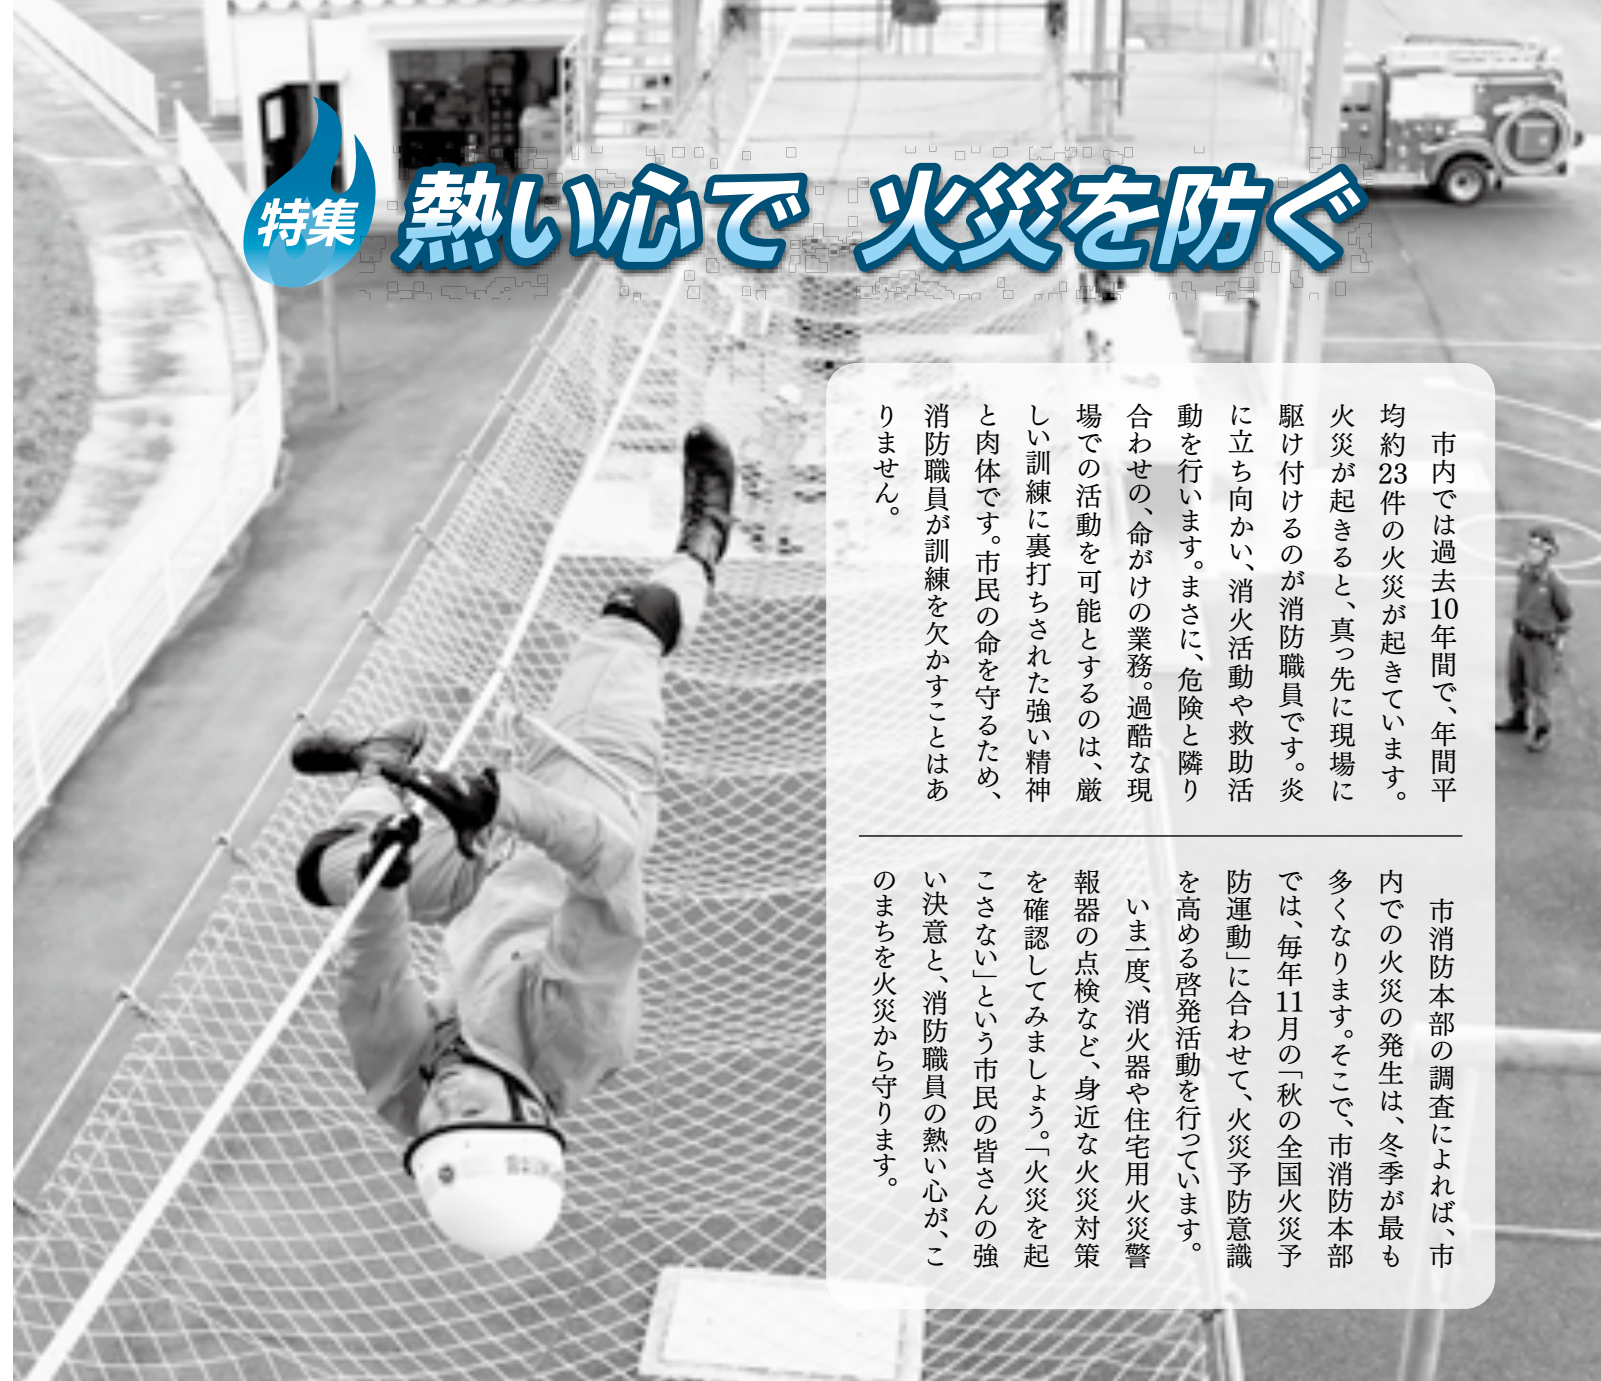 特集
熱い心で 火災を防ぐ
市内では過去10年間で、年間平
均約23件の火災が起きています。
火災が起きると、真っ先に現場に
駆け付けるのが消防職員です。炎
に立ち向かい、消火活動や救助活
動を行います。まさに、危険と隣り
合わせの、命がけの業務。過酷な現
場での活動を可能とするのは、厳
しい訓練に裏打ちされた強い精神
と肉体です。市民の命を守るため、
消防職員が訓練を欠かすことはあ
りません。
市消防本部の調査によれば、市
内での火災の発生は、冬季が最も
多くなります。そこで、市消防本部
では、毎年11月の「秋の全国火災予
防運動」に合わせて、火災予防意識
を高める啓発活動を行っています。
いま一度、消火器や住宅用火災警
報器の点検など、身近な火災対策
を確認してみましょう。「火災を起
こさない」という市民の皆さんの強
い決意と、消防職員の熱い心が、こ
のまちを火災から守ります。